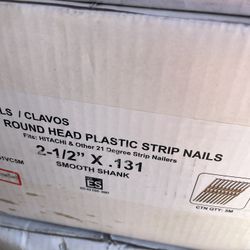 LS / CLAVOS
ROUND HEAD PLASTIC STRIP NAILS
Fits: HITACHI & Other 21 Degree Strip Nailers
2-1/2" X .131
SMOOTH SHANK
ES
CTN QTY: 5M